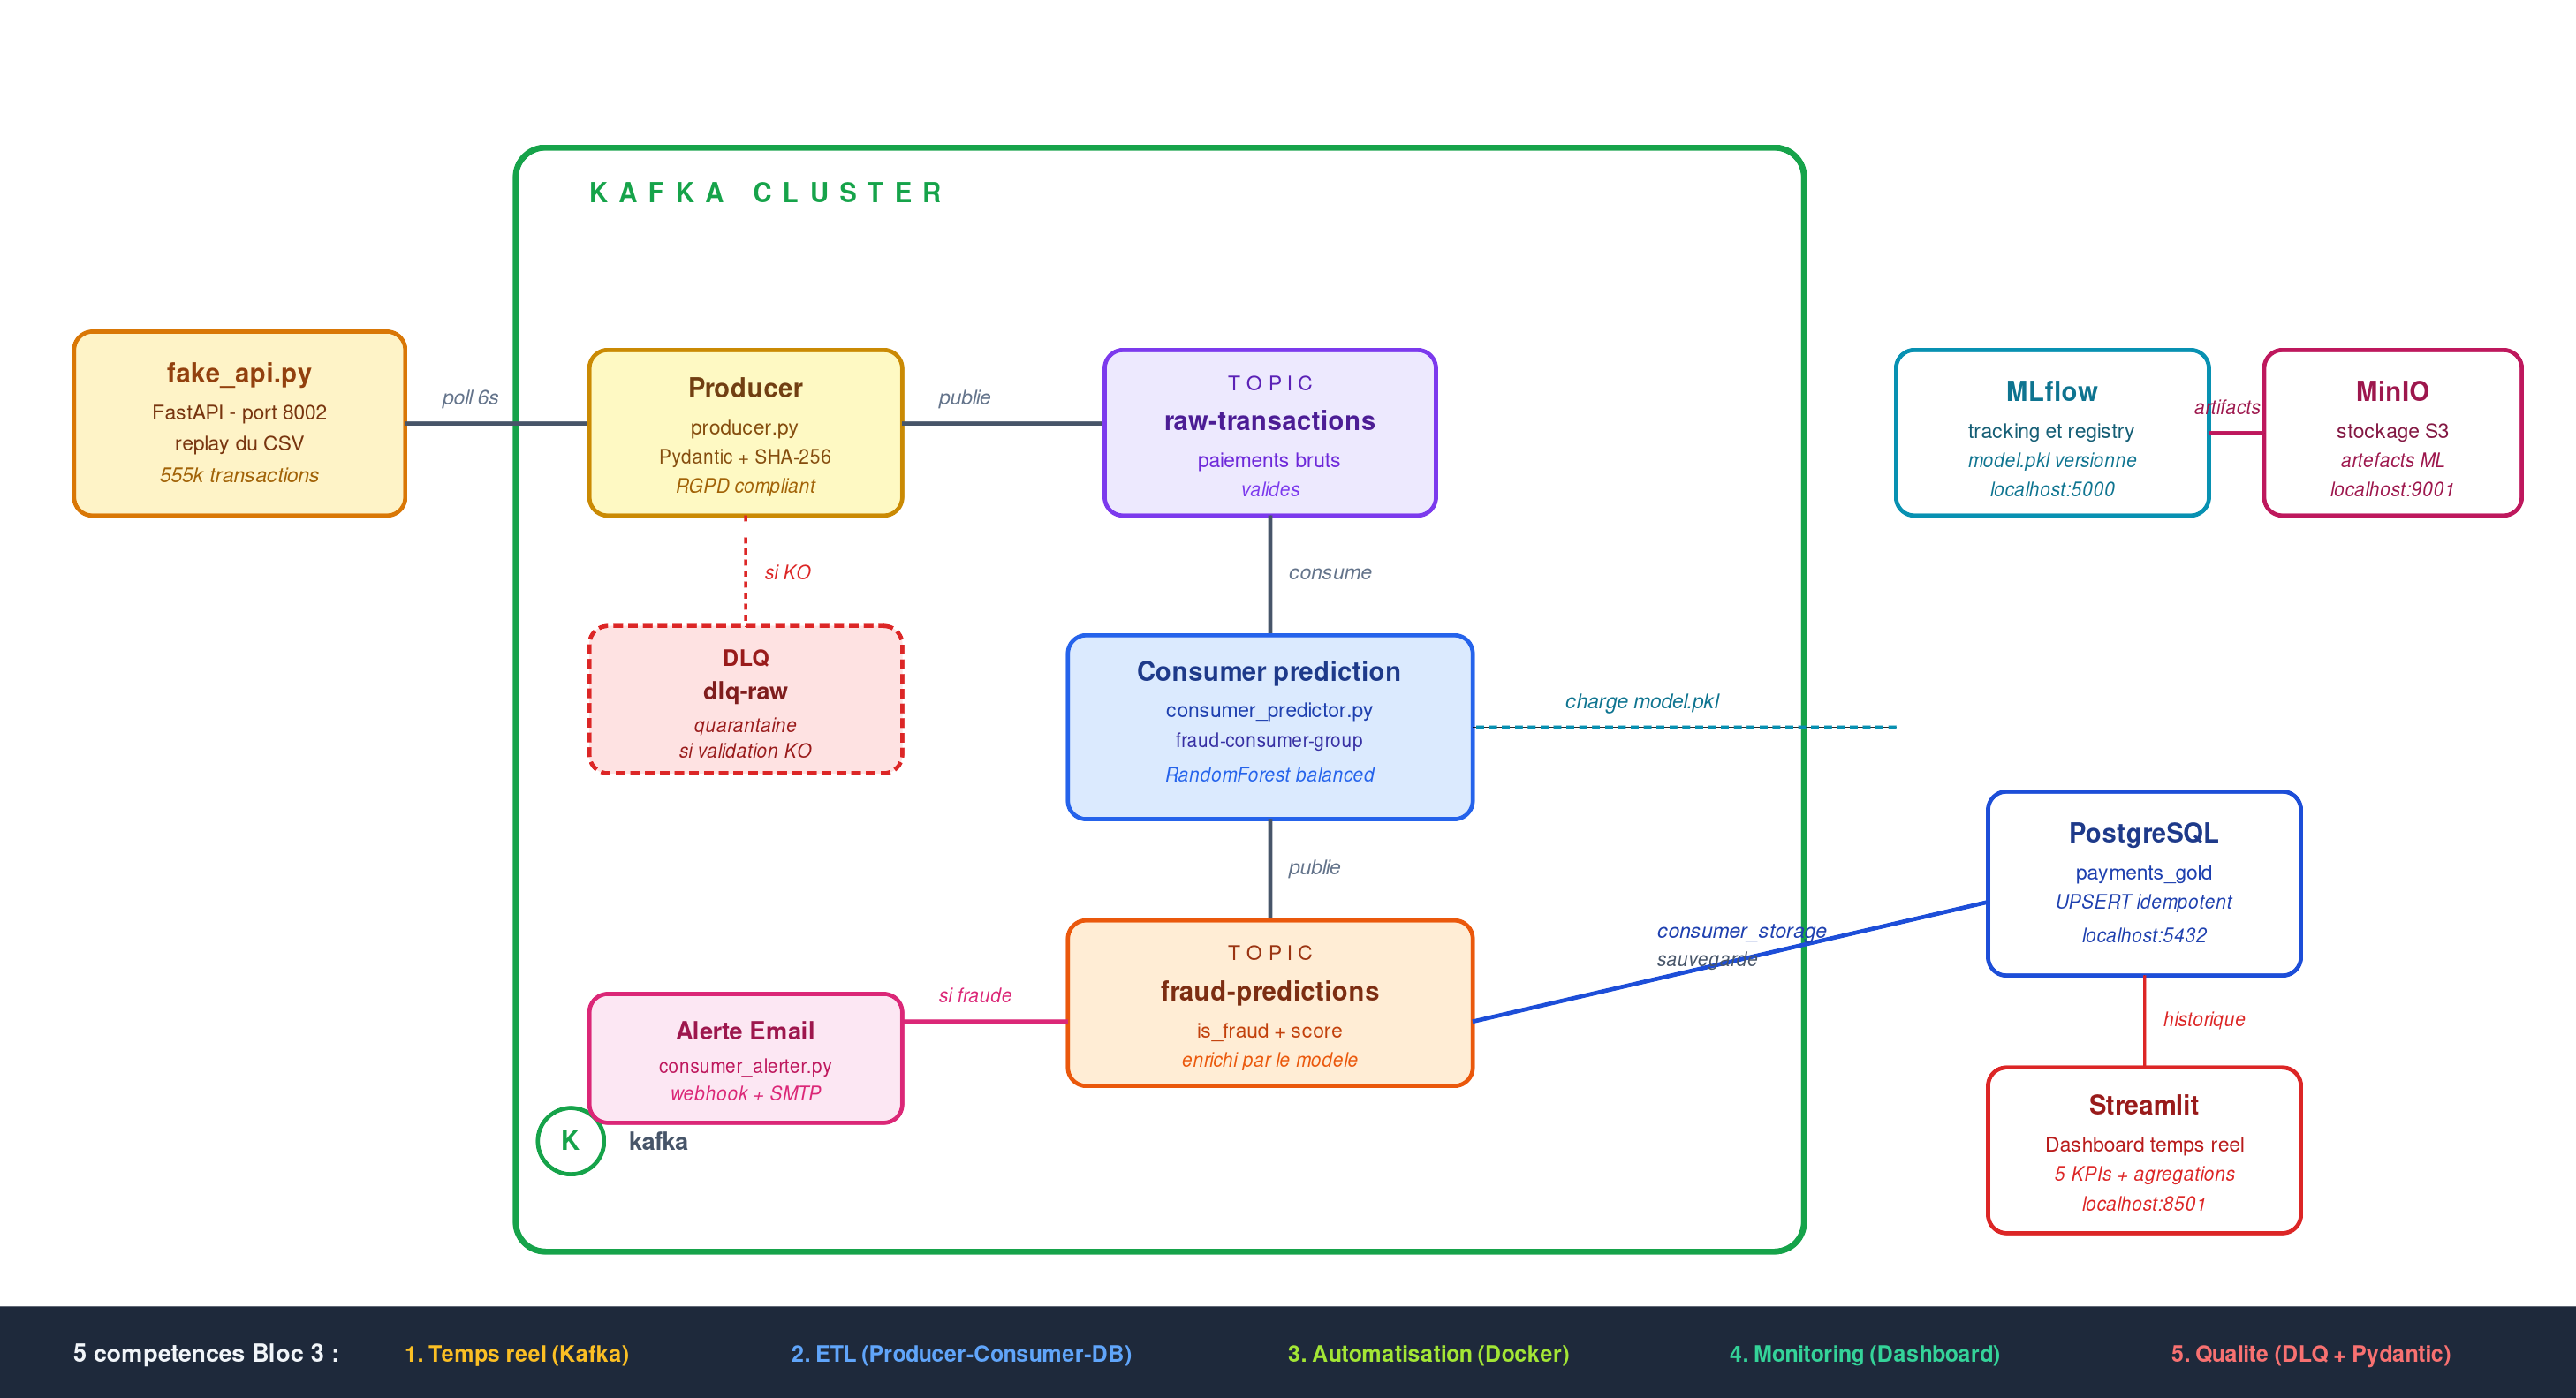 KAFKA CLUSTER
fake_api.py
FastAPI - port 8002
replay du CSV
555k transactions
poll 6s
Producer
producer.py
Pydantic + SHA-256
RGPD compliant
publie
TOPIC
raw-transactions
paiements bruts
valides
MLflow
tracking et registry
model.pkl versionne
localhost:5000
artifacts
MinIO
stockage S3
artefacts ML
localhost:9001
si KO
consume
DLQ
dlq-raw
quarantaine
si validation KO
Consumer prediction
consumer_predictor.py
fraud-consumer-group
RandomForest balanced
charge model.pkl
publie
PostgreSQL
payments_gold
UPSERT idempotent
localhost:5432
consumer_storage
sauvegarde
TOPIC
fraud-predictions
is_fraud + score
enrichi par le modele
si fraude
Alerte Email
consumer_alerter.py
webhook + SMTP
K
kafka
historique
Streamlit
Dashboard temps reel
5 KPIs + agregations
localhost:8501
5 competences Bloc 3 :
1. Temps reel (Kafka)
2. ETL (Producer-Consumer-DB)
3. Automatisation (Docker)
4. Monitoring (Dashboard)
5. Qualite (DLQ + Pydantic)